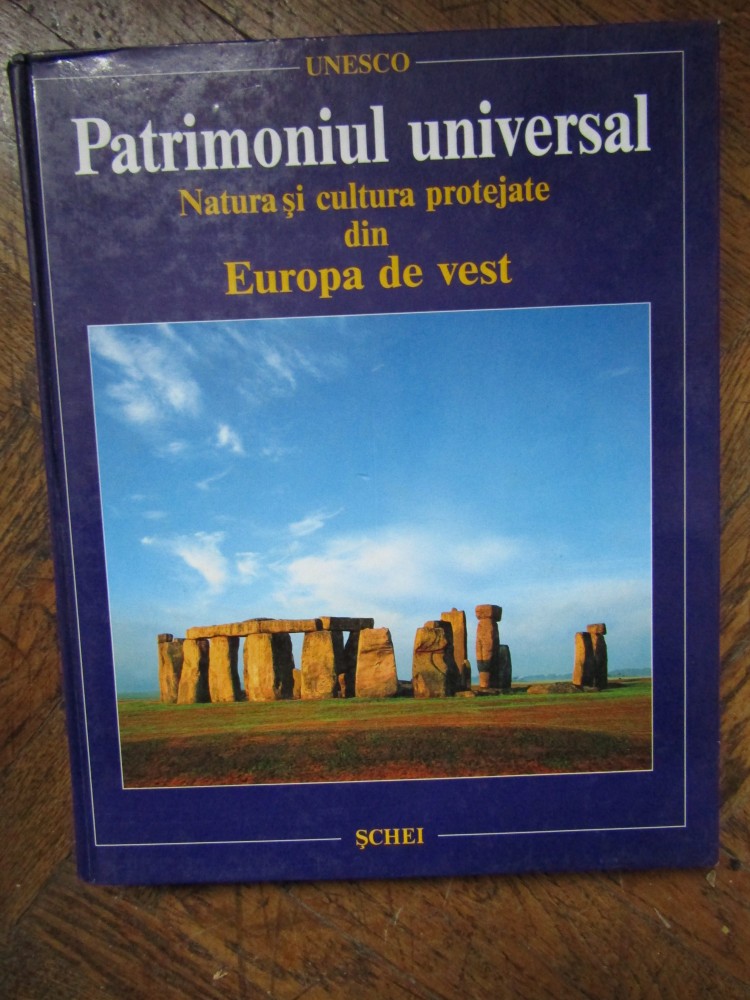 UNESCO
Patrimoniul universal
Natura şi cultura protejate
din
Europa de vest
ŞCHEI